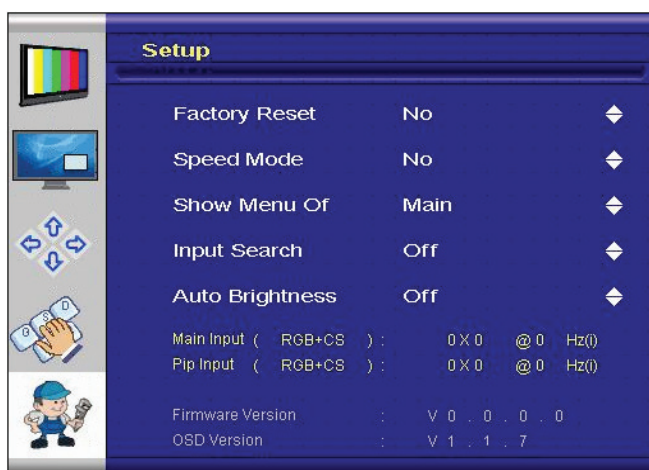 Setup
Factory Reset No
Speed Mode No
Show Menu Of Main
Input Search Off
Auto Brightness Off
Main Input ( RGB+CS ) : 0 X 0 @ 0 Hz(i)
Pip Input ( RGB+CS ) : 0 X 0 @ 0 Hz(i)
Firmware Version : V 0 . 0 . 0 . 0
OSD Version : V 1 . 1 . 7
G S O